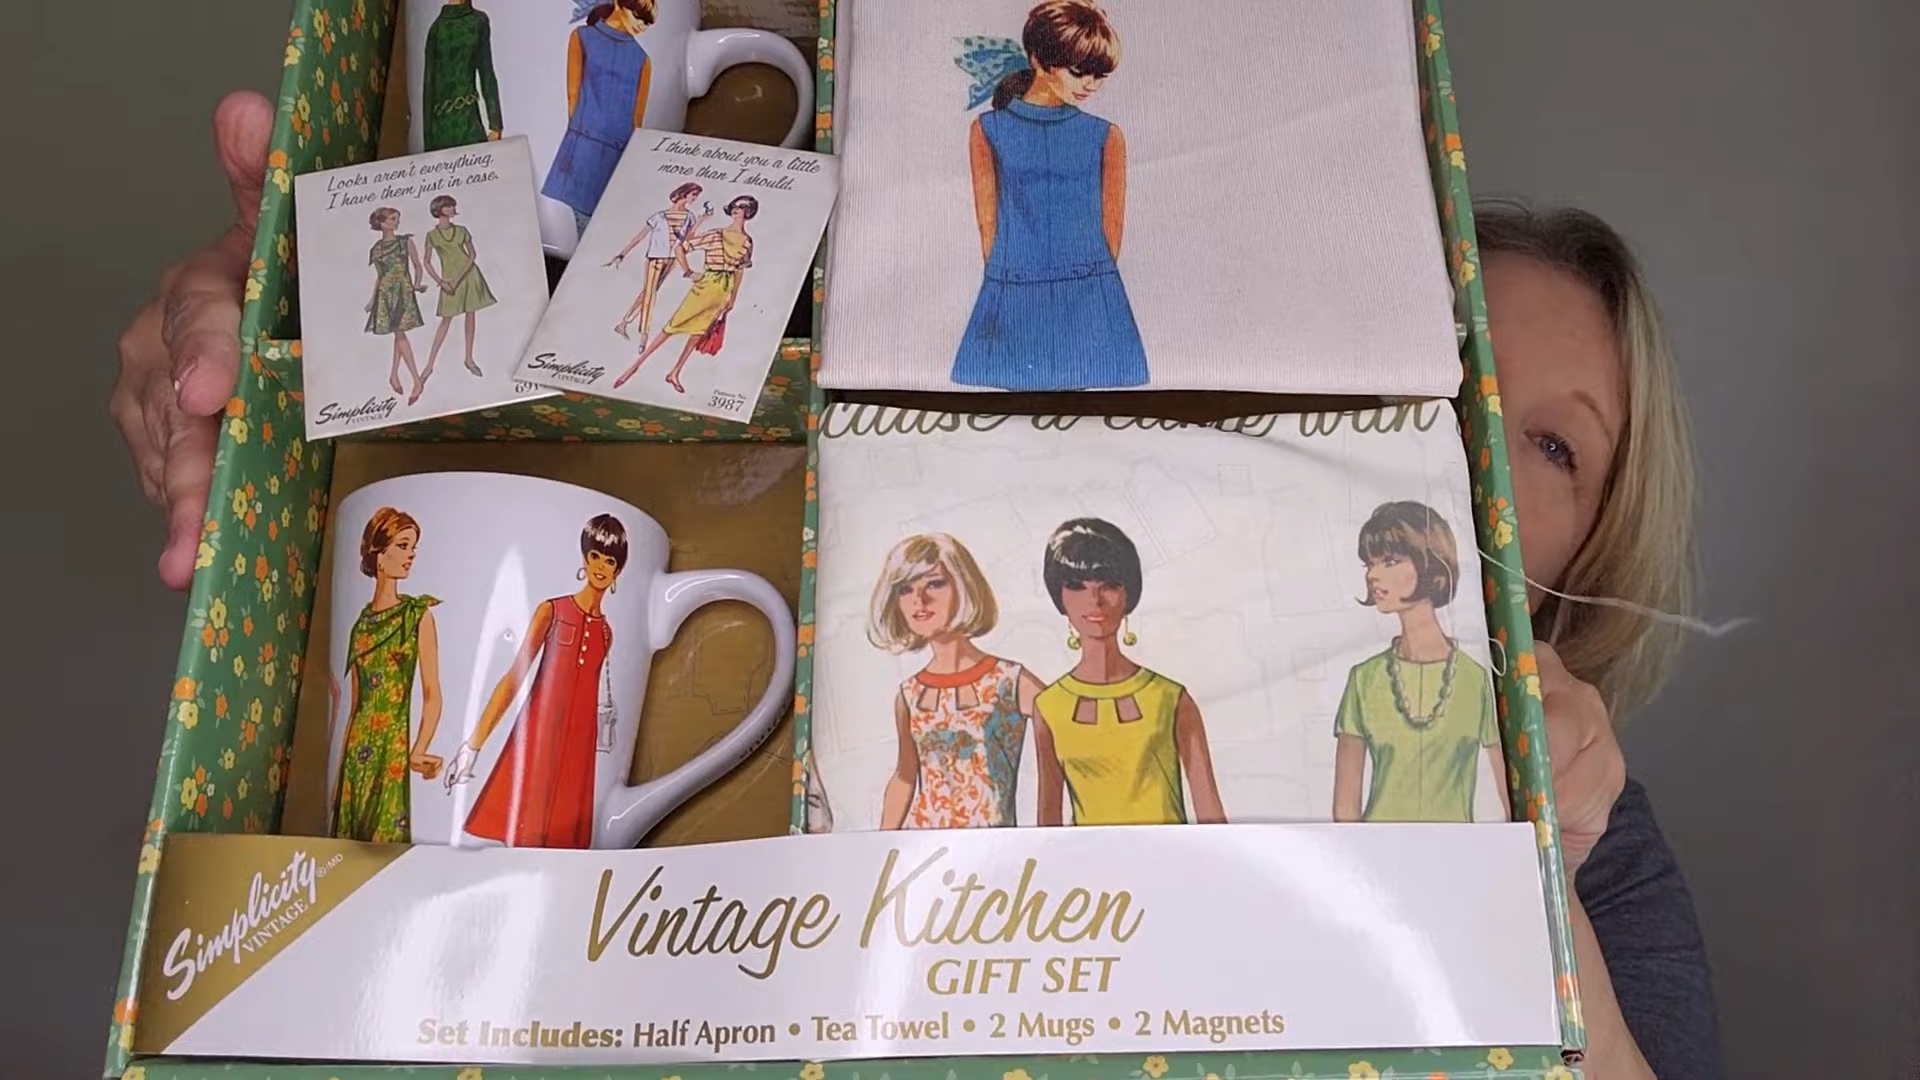 Looks aren't everything.
I have them just in case.
Simplicity
VINTAGE
I think about you a little
more than I should.
Simplicity
VINTAGE
Pattern No.
3987
Simplicity®/MD
VINTAGE
Vintage Kitchen
GIFT SET
Set Includes: Half Apron • Tea Towel • 2 Mugs • 2 Magnets